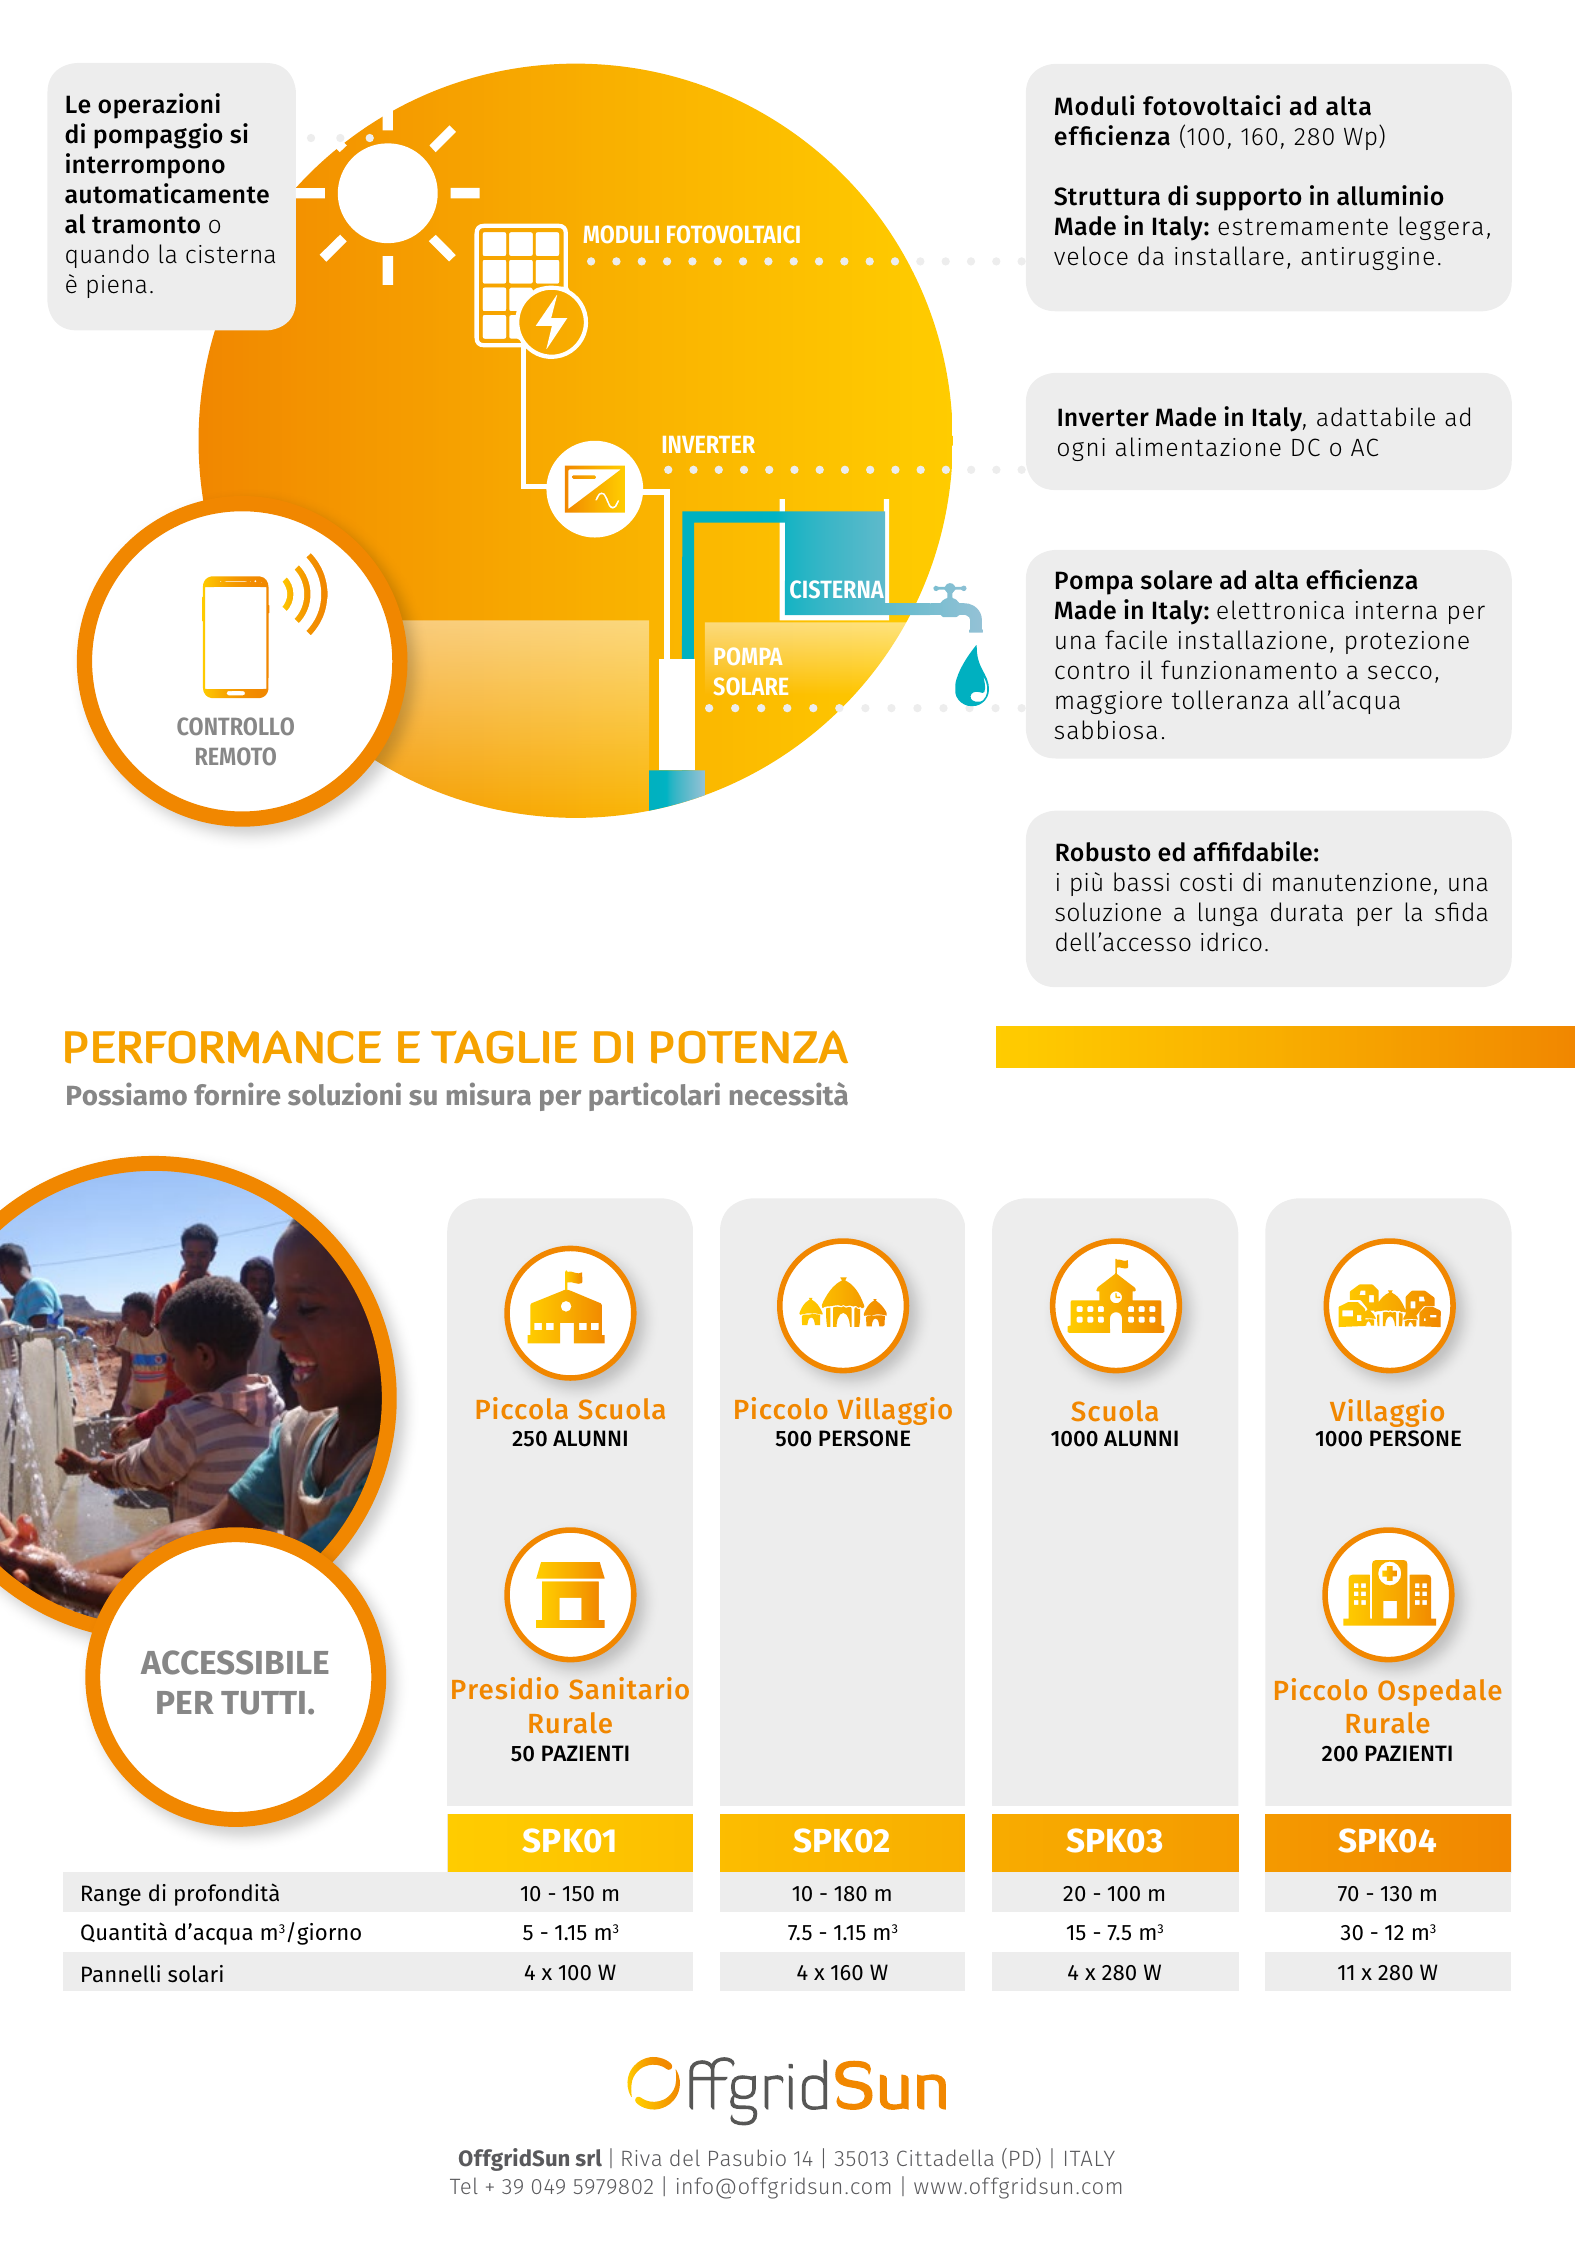 Le operazioni
di pompaggio si
interrompono
automaticamente
al tramonto o
quando la cisterna
è piena.
MODULI FOTOVOLTAICI
INVERTER
CISTERNA
POMPA
SOLARE
CONTROLLO
REMOTO
Moduli fotovoltaici ad alta
efficienza (100, 160, 280 Wp)
Struttura di supporto in alluminio
Made in Italy: estremamente leggera,
veloce da installare, antiruggine.
Inverter Made in Italy, adattabile ad
ogni alimentazione DC o AC
Pompa solare ad alta efficienza
Made in Italy: elettronica interna per
una facile installazione, protezione
contro il funzionamento a secco,
maggiore tolleranza all’acqua
sabbiosa.
Robusto ed affifdabile:
i più bassi costi di manutenzione, una
soluzione a lunga durata per la sfida
dell’accesso idrico.
PERFORMANCE E TAGLIE DI POTENZA
Possiamo fornire soluzioni su misura per particolari necessità
ACCESSIBILE
PER TUTTI.
Piccola Scuola
250 ALUNNI
Presidio Sanitario
Rurale
50 PAZIENTI
Piccolo Villaggio
500 PERSONE
Scuola
1000 ALUNNI
Villaggio
1000 PERSONE
Piccolo Ospedale
Rurale
200 PAZIENTI
SPK01 SPK02 SPK03 SPK04
Range di profondità 10 - 150 m 10 - 180 m 20 - 100 m 70 - 130 m
Quantità d’acqua m³/giorno 5 - 1.15 m³ 7.5 - 1.15 m³ 15 - 7.5 m³ 30 - 12 m³
Pannelli solari 4 x 100 W 4 x 160 W 4 x 280 W 11 x 280 W
OffgridSun
OffgridSun srl | Riva del Pasubio 14 | 35013 Cittadella (PD) | ITALY
Tel + 39 049 5979802 | info@offgridsun.com | www.offgridsun.com